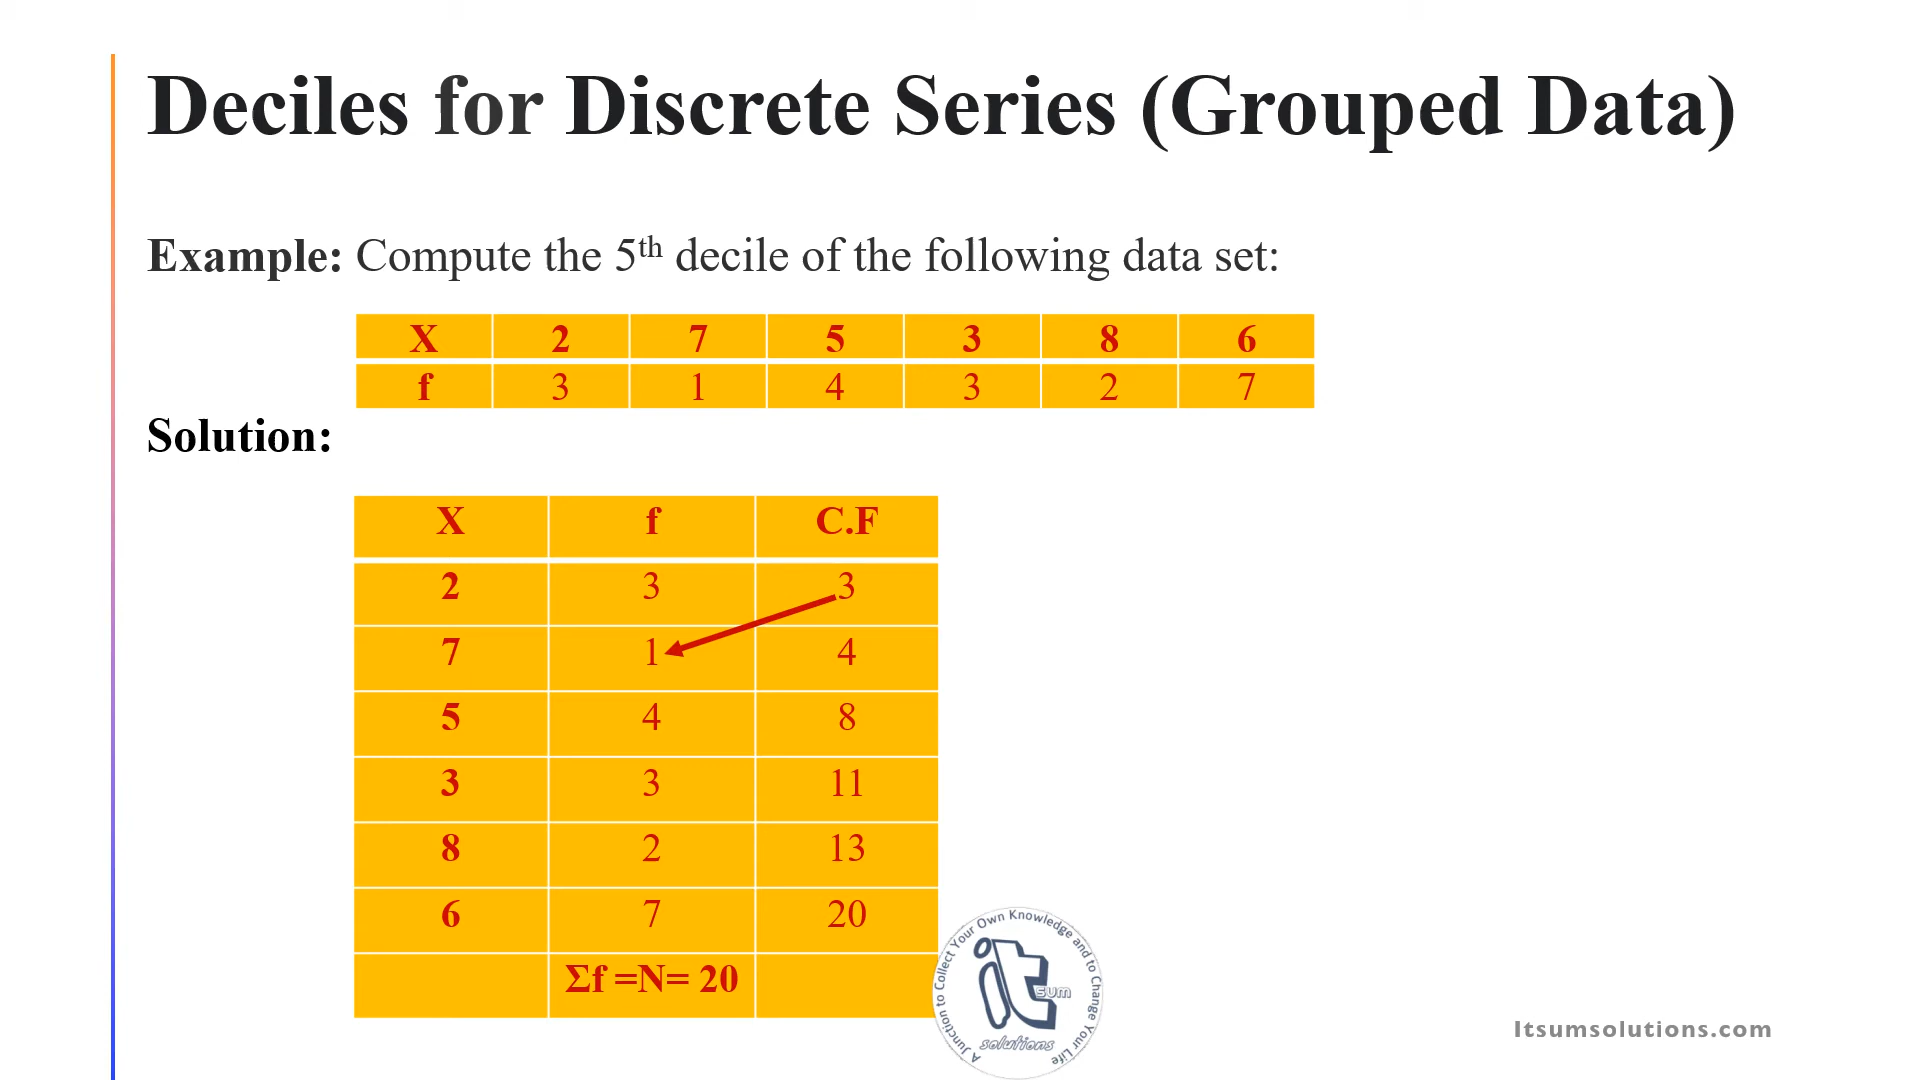 Deciles for Discrete Series (Grouped Data)
Example: Compute the 5th decile of the following data set:
X 2 7 5 3 8 6
f 3 1 4 3 2 7
Solution:
X f C.F
2 3 3
7 1 4
5 4 8
3 3 11
8 2 13
6 7 20
Σf =N= 20
A Junction to Collect Your Own Knowledge and to Change Your Life
it
sum
solutions
Itsumsolutions.com